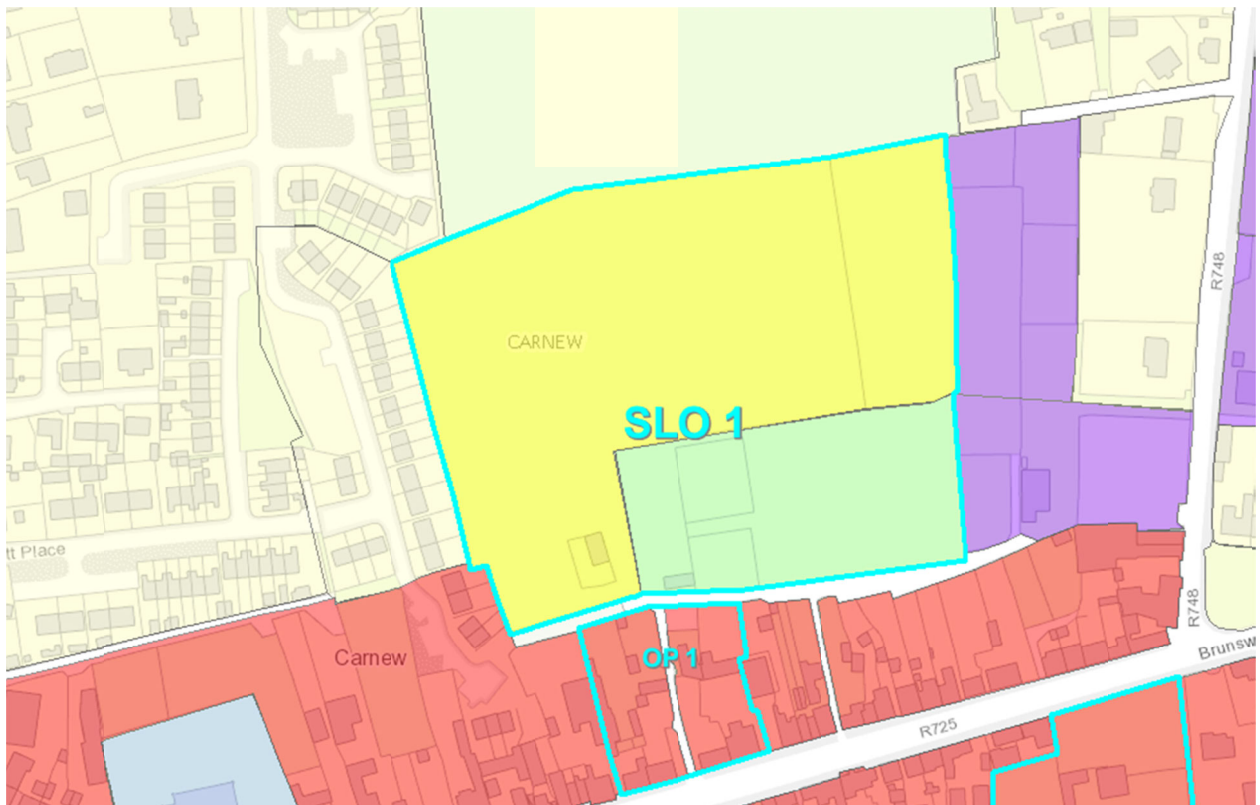 R748
CARNEW
SLO 1
tt Place
R748
Carnew
OP 1
Brunsw
R725